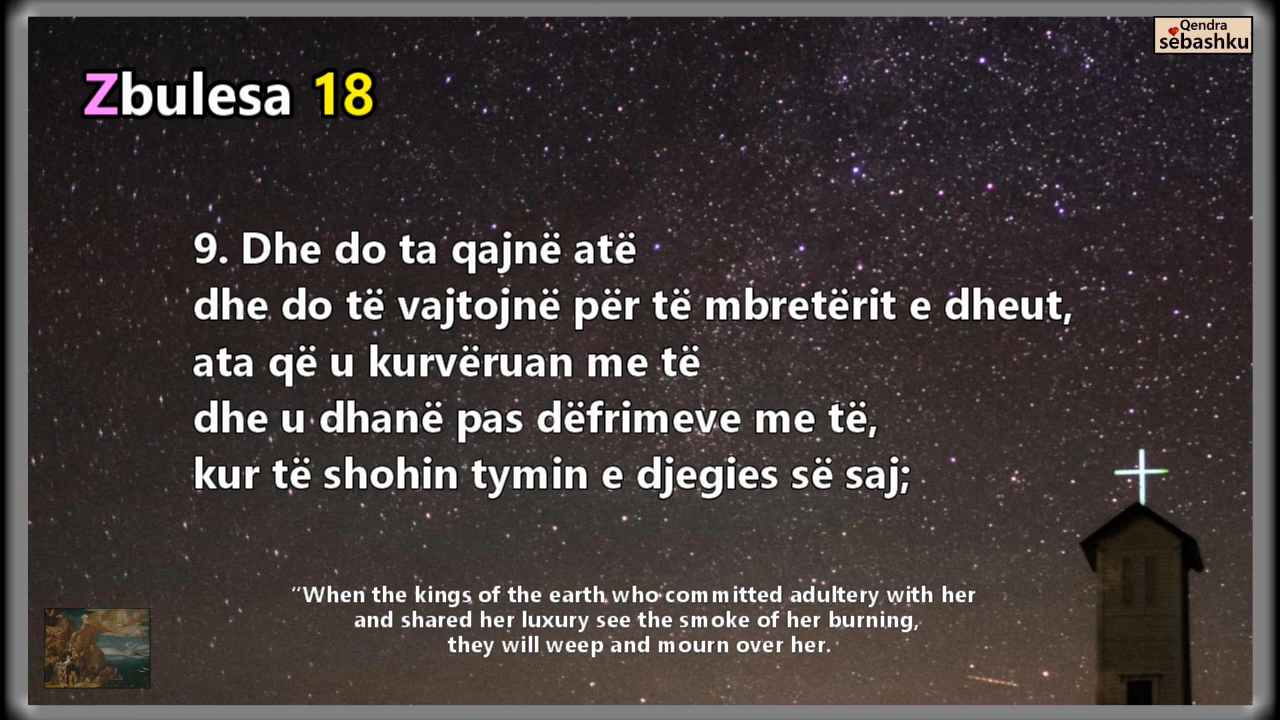 Qendra
sëbashku
Zbulesa 18
9. Dhe do ta qajnë atë
dhe do të vajtojnë për të mbretërit e dheut,
ata që u kurvëruan me të
dhe u dhanë pas dëfrimeve me të,
kur të shohin tymin e djegies së saj;
“When the kings of the earth who committed adultery with her
and shared her luxury see the smoke of her burning,
they will weep and mourn over her.